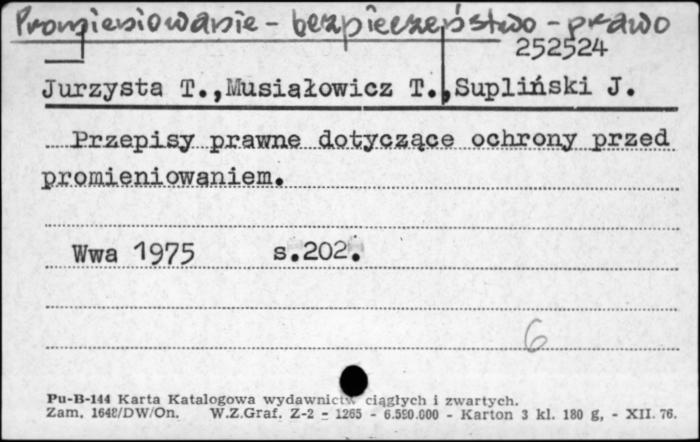 Promieniowanie - bezpieczeństwo - prawo
252524
Jurzysta T.,Musiałowicz T.,Supliński J.
Przepisy prawne dotyczące ochrony przed
promieniowaniem.
Wwa 1975 s.202.
6
Pu-B-144 Karta Katalogowa wydawnictw ciągłych i zwartych.
Zam. 1648/DW/On. W.Z.Graf. Z-2 - 1265 - 6.590.000 - Karton 3 kl. 180 g, - XII. 76.